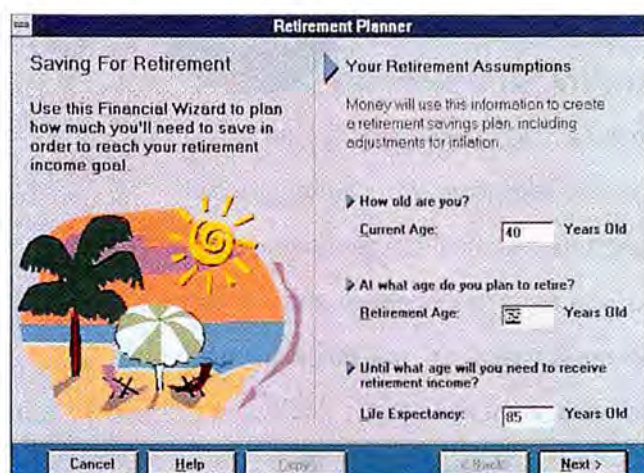 Retirement Planner
Saving For Retirement
Use this Financial Wizard to plan
how much you'll need to save in
order to reach your retirement
income goal.
Your Retirement Assumptions
Money will use this information to create
a retirement savings plan, including
adjustments for inflation.
How old are you?
Current Age: 40 Years Old
At what age do you plan to retire?
Retirement Age: Years Old
Until what age will you need to receive
retirement income?
Life Expectancy: 85 Years Old
Cancel Help < Back Next >